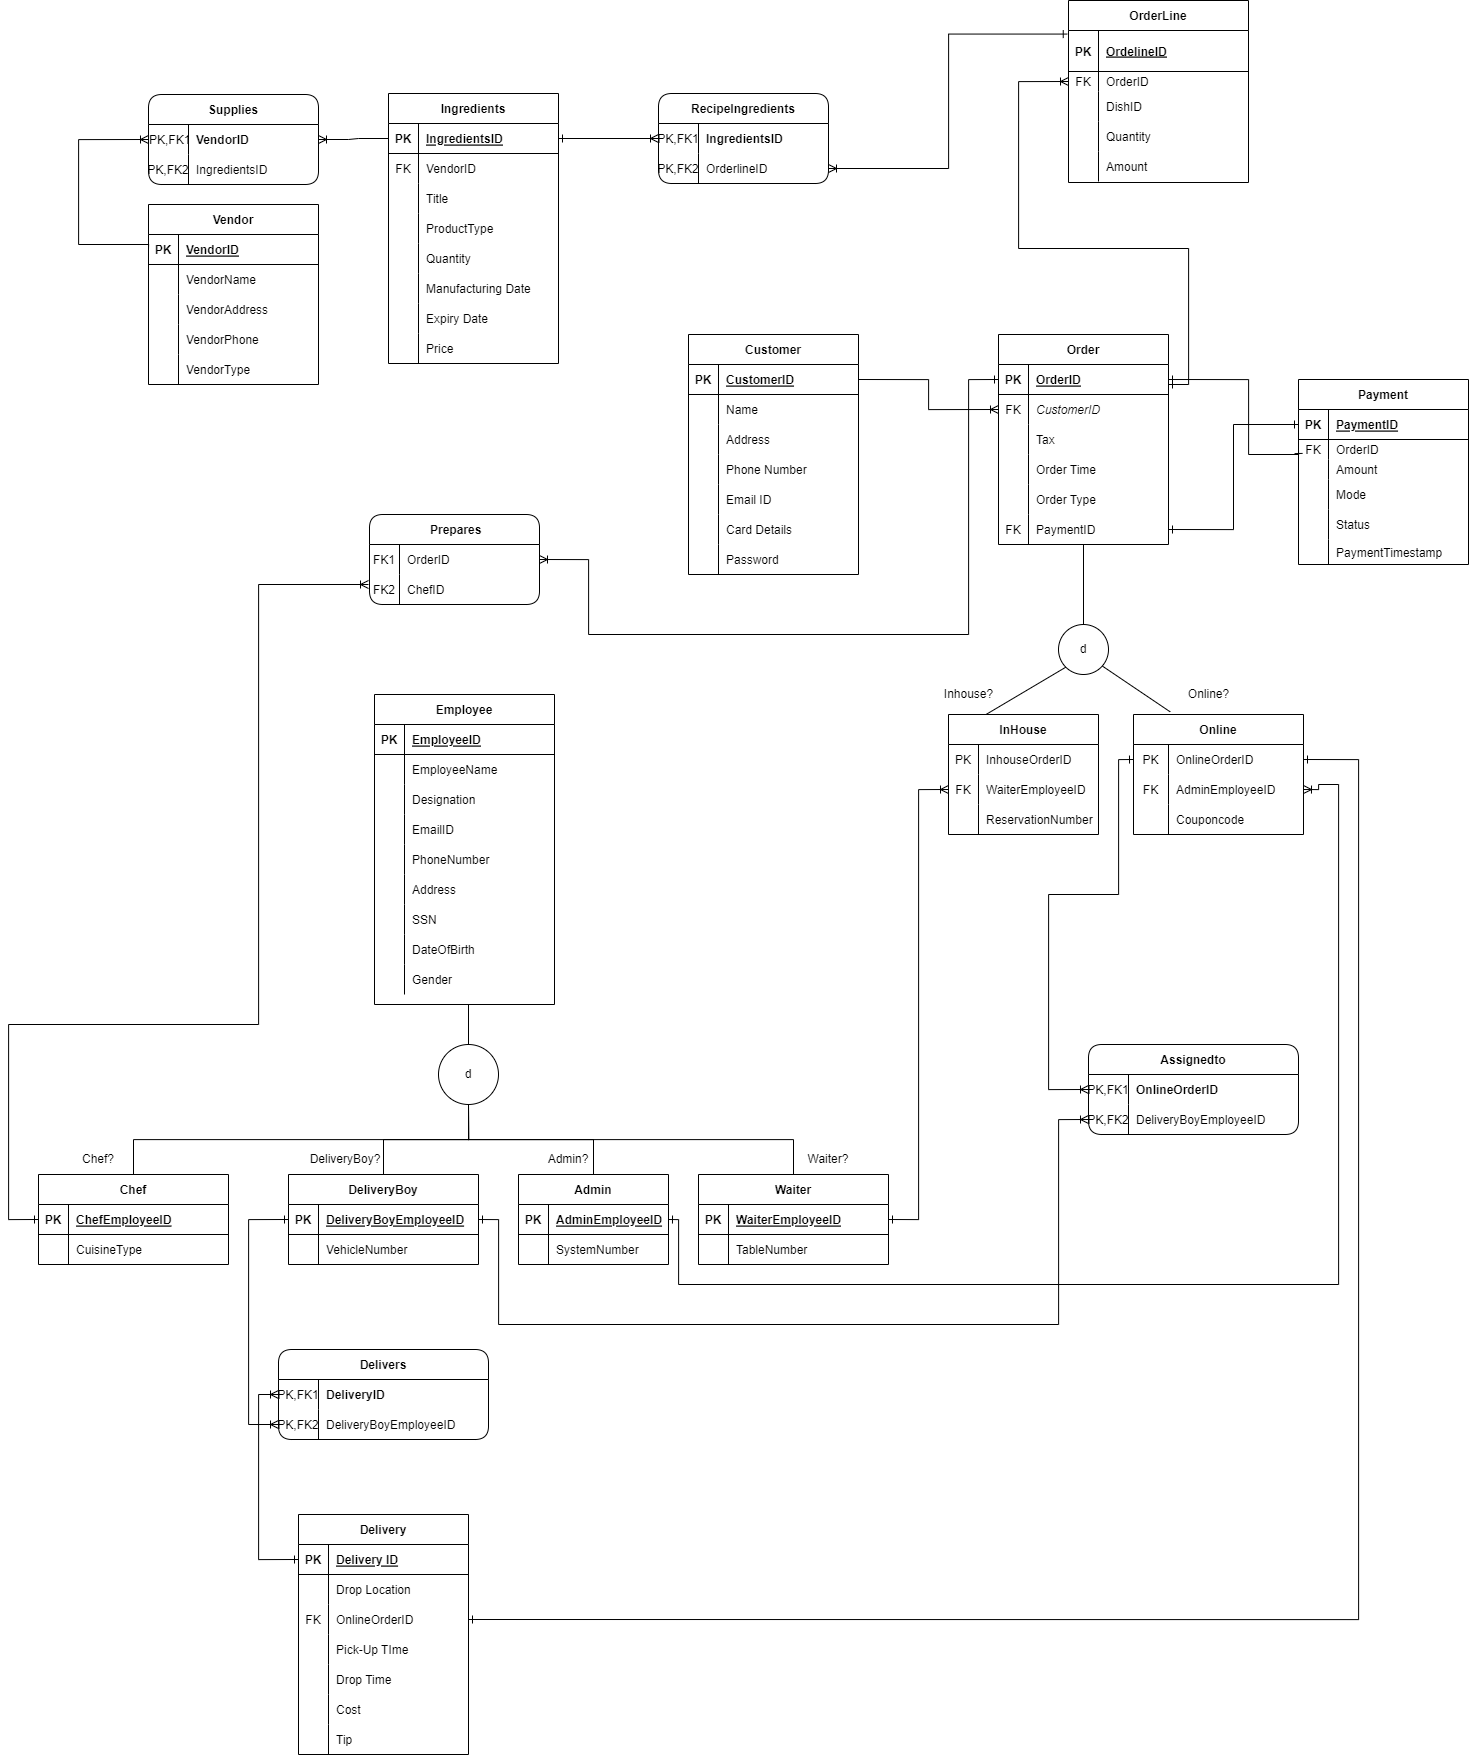 OrderLine
PK OrdelineID
FK OrderID
DishID
Quantity
Amount
Supplies
PK,FK1 VendorID
PK,FK2 IngredientsID
Ingredients
PK IngredientsID
FK VendorID
Title
ProductType
Quantity
Manufacturing Date
Expiry Date
Price
RecipeIngredients
PK,FK1 IngredientsID
PK,FK2 OrderlineID
Vendor
PK VendorID
VendorName
VendorAddress
VendorPhone
VendorType
Customer
PK CustomerID
Name
Address
Phone Number
Email ID
Card Details
Password
Order
PK OrderID
FK CustomerID
Tax
Order Time
Order Type
FK PaymentID
Payment
PK PaymentID
FK OrderID
Amount
Mode
Status
PaymentTimestamp
Prepares
FK1 OrderID
FK2 ChefID
d
Inhouse?
Online?
Employee
PK EmployeeID
EmployeeName
Designation
EmailID
PhoneNumber
Address
SSN
DateOfBirth
Gender
InHouse
PK InhouseOrderID
FK WaiterEmployeeID
ReservationNumber
Online
PK OnlineOrderID
FK AdminEmployeeID
Couponcode
d
Assignedto
PK,FK1 OnlineOrderID
PK,FK2 DeliveryBoyEmployeeID
Chef?
DeliveryBoy?
Admin?
Waiter?
Chef
PK ChefEmployeeID
CuisineType
DeliveryBoy
PK DeliveryBoyEmployeeID
VehicleNumber
Admin
PK AdminEmployeeID
SystemNumber
Waiter
PK WaiterEmployeeID
TableNumber
Delivers
PK,FK1 DeliveryID
PK,FK2 DeliveryBoyEmployeeID
Delivery
PK Delivery ID
Drop Location
FK OnlineOrderID
Pick-Up TIme
Drop Time
Cost
Tip